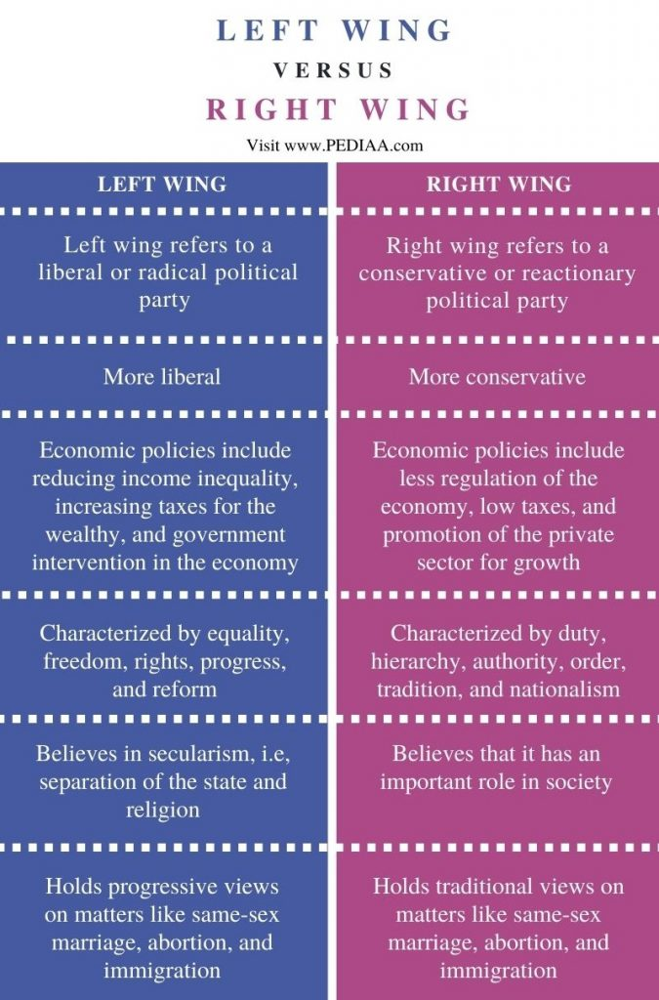 LEFT WING
VERSUS
RIGHT WING
Visit www.PEDIAA.com
LEFT WING
Left wing refers to a
liberal or radical political
party
More liberal
Economic policies include
reducing income inequality,
increasing taxes for the
wealthy, and government
intervention in the economy
Characterized by equality,
freedom, rights, progress,
and reform
Believes in secularism, i.e,
separation of the state and
religion
Holds progressive views
on matters like same-sex
marriage, abortion, and
immigration
RIGHT WING
Right wing refers to a
conservative or reactionary
political party
More conservative
Economic policies include
less regulation of the
economy, low taxes, and
promotion of the private
sector for growth
Characterized by duty,
hierarchy, authority, order,
tradition, and nationalism
Believes that it has an
important role in society
Holds traditional views on
matters like same-sex
marriage, abortion, and
immigration